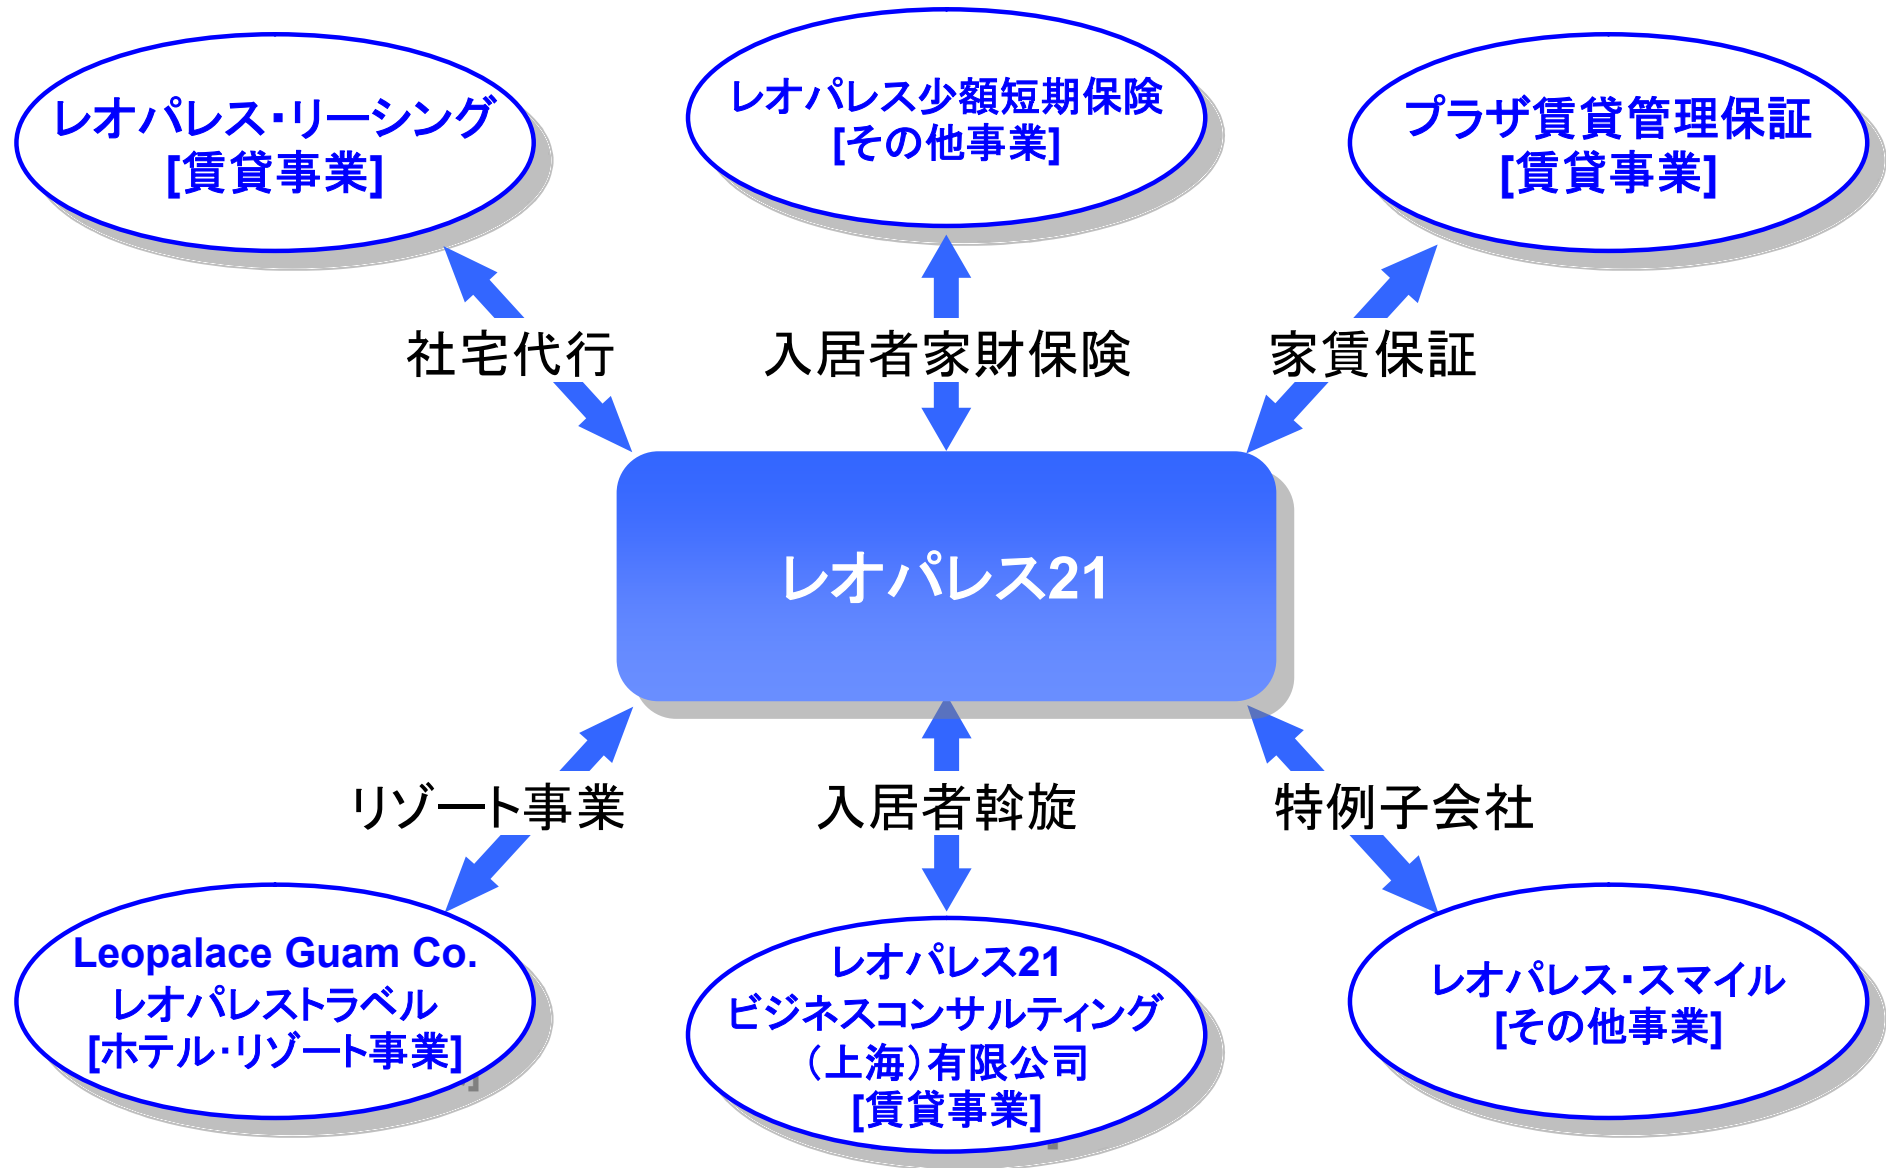 レオパレス・リーシング
[賃貸事業]
レオパレス少額短期保険
[その他事業]
プラザ賃貸管理保証
[賃貸事業]
社宅代行
入居者家財保険
家賃保証
レオパレス21
リゾート事業
入居者斡旋
特例子会社
Leopalace Guam Co.
レオパレストラベル
[ホテル・リゾート事業]
レオパレス21
ビジネスコンサルティング
（上海）有限公司
[賃貸事業]
レオパレス・スマイル
[その他事業]